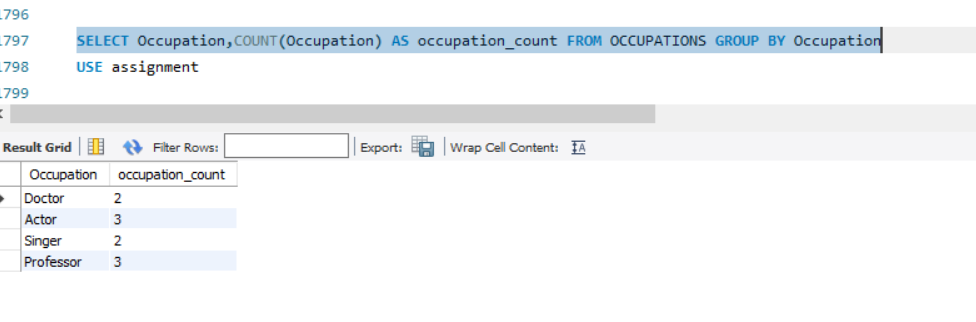 1796
1797 SELECT Occupation,COUNT(Occupation) AS occupation_count FROM OCCUPATIONS GROUP BY Occupation
1798 USE assignment
1799
Result Grid Filter Rows: Export: Wrap Cell Content: IA
Occupation occupation_count
Doctor 2
Actor 3
Singer 2
Professor 3